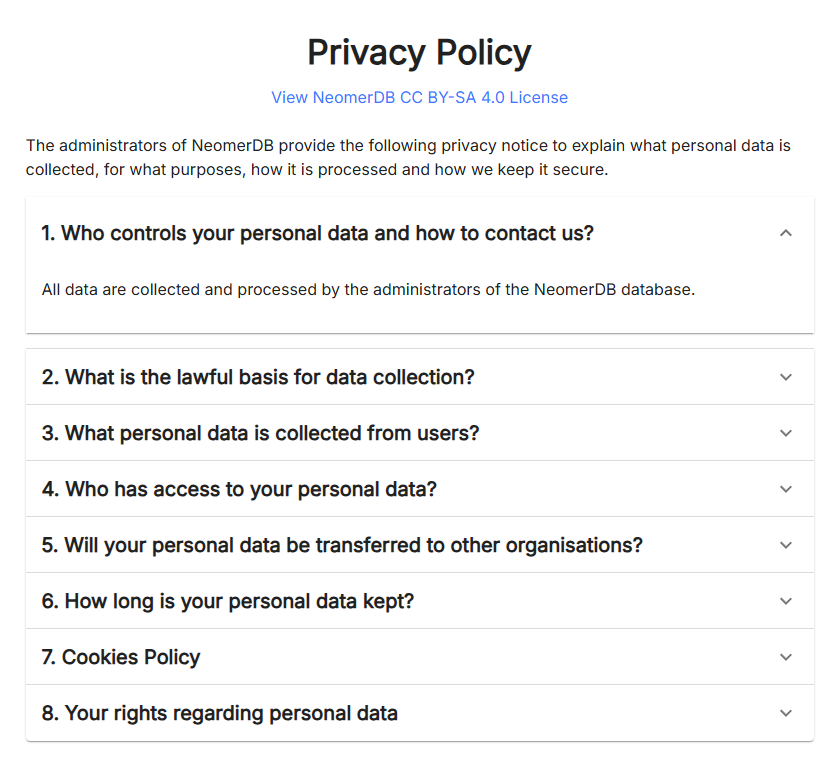 Privacy Policy
View NeomerDB CC BY-SA 4.0 License
The administrators of NeomerDB provide the following privacy notice to explain what personal data is
collected, for what purposes, how it is processed and how we keep it secure.
1. Who controls your personal data and how to contact us?
All data are collected and processed by the administrators of the NeomerDB database.
2. What is the lawful basis for data collection?
3. What personal data is collected from users?
4. Who has access to your personal data?
5. Will your personal data be transferred to other organisations?
6. How long is your personal data kept?
7. Cookies Policy
8. Your rights regarding personal data